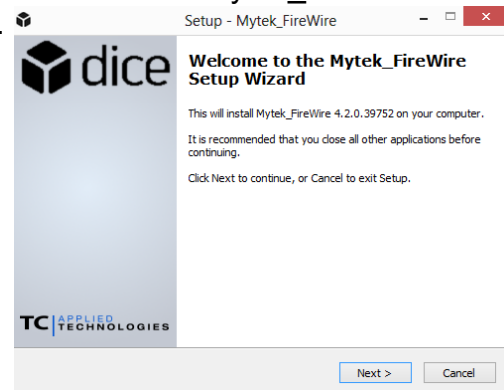 Setup - Mytek_FireWire
dice
Welcome to the Mytek_FireWire
Setup Wizard
This will install Mytek_FireWire 4.2.0.39752 on your computer.
It is recommended that you close all other applications before
continuing.
Click Next to continue, or Cancel to exit Setup.
TC APPLIED
TECHNOLOGIES
Next >
Cancel